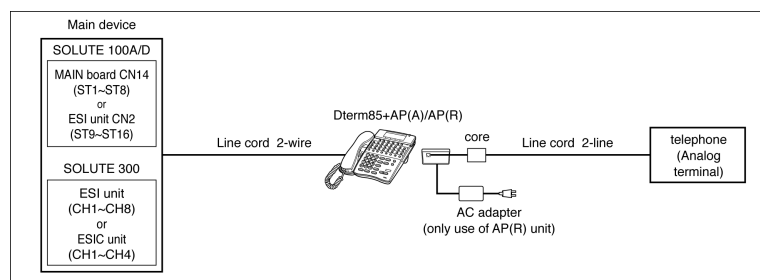 Main device
SOLUTE 100A/D
MAIN board CN14
(ST1~ST8)
or
ESI unit CN2
(ST9~ST16)
SOLUTE 300
ESI unit
(CH1~CH8)
or
ESIC unit
(CH1~CH4)
Line cord 2-wire
Dterm85+AP(A)/AP(R)
core
Line cord 2-line
AC adapter
(only use of AP(R) unit)
telephone
(Analog
terminal)